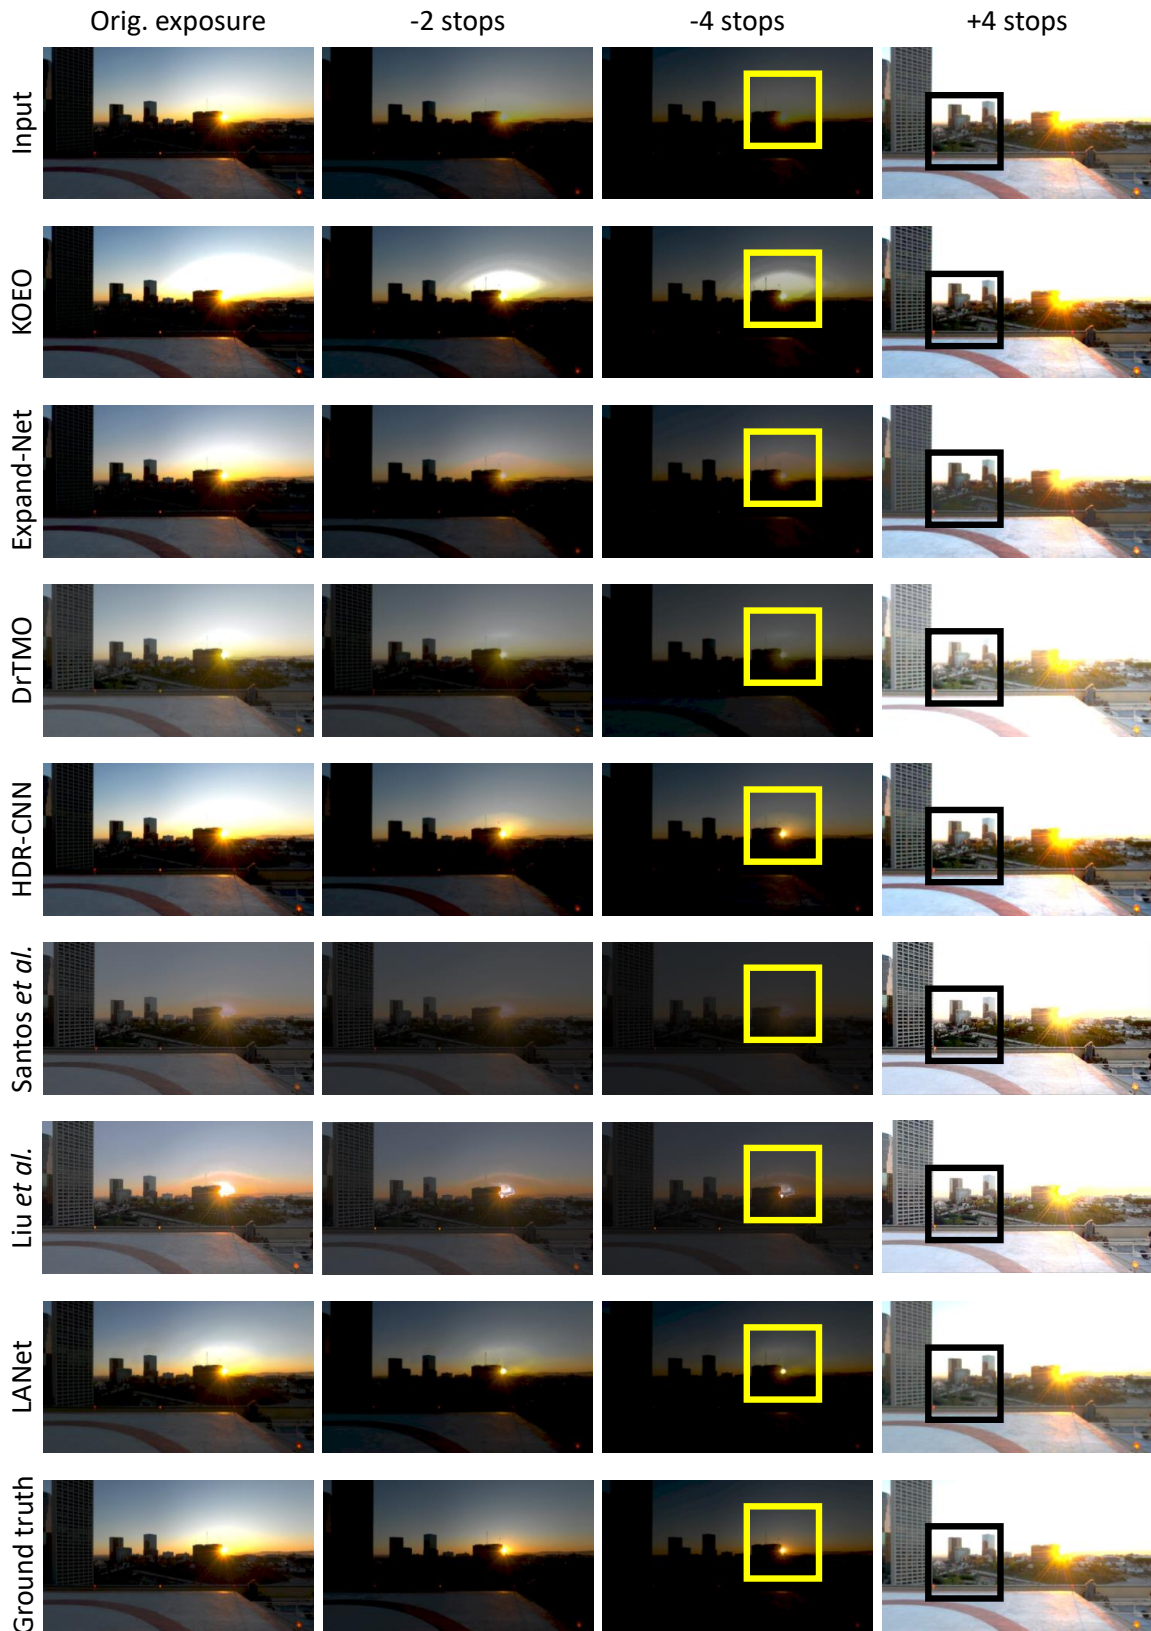 Orig. exposure -2 stops -4 stops +4 stops
Input
KOEO
Expand-Net
DrTMO
HDR-CNN
Santos et al.
Liu et al.
LANet
Ground truth